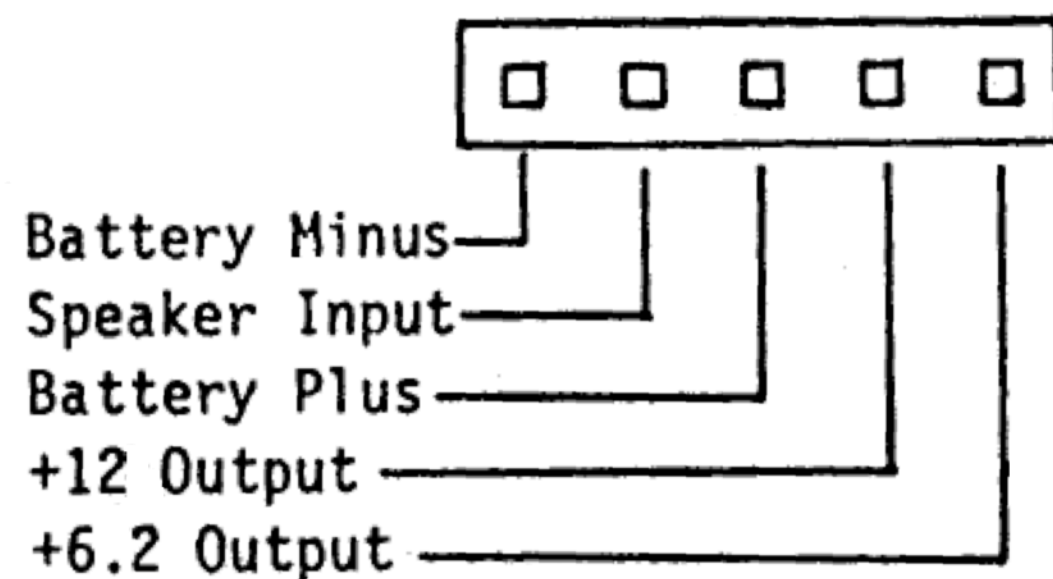 Battery Minus
Speaker Input
Battery Plus
+12 Output
+6.2 Output